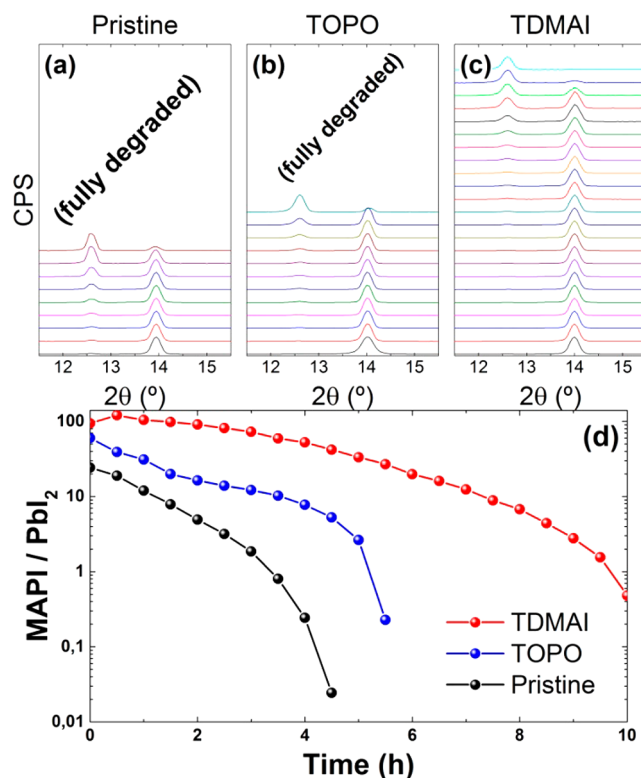 Pristine TOPO TDMAI
(a) (b) (c)
(fully degraded) (fully degraded)
CPS
12 13 14 15 12 13 14 15 12 13 14 15
2θ (º) 2θ (º) 2θ (º)
(d)
100
10
1
0,1
0,01
MAPI / PbI₂
TDMAI
TOPO
Pristine
0 2 4 6 8 10
Time (h)